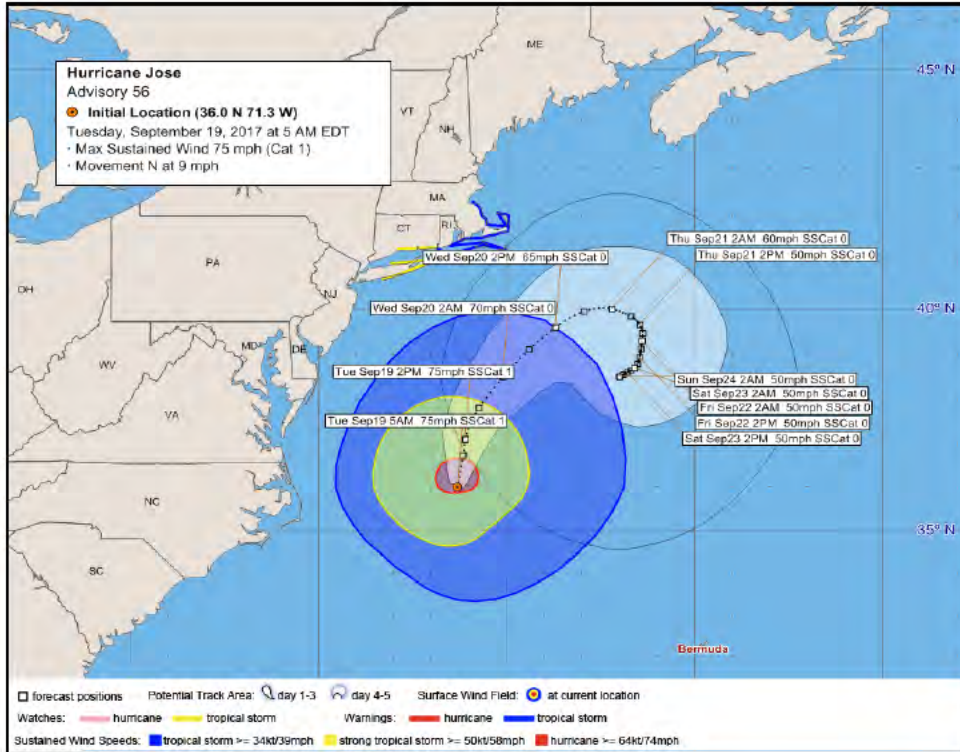 Hurricane Jose
Advisory 56
Initial Location (36.0 N 71.3 W)
Tuesday, September 19, 2017 at 5 AM EDT
· Max Sustained Wind 75 mph (Cat 1)
· Movement N at 9 mph
ME
45° N
VT
NH
MA
CT
RI
Thu Sep21 2AM 60mph SSCat 0
Thu Sep21 2PM 50mph SSCat 0
Wed Sep20 2PM 65mph SSCat 0
PA
OH
NJ
Wed Sep20 2AM 70mph SSCat 0
40° N
MD
DE
WV
Tue Sep19 2PM 75mph SSCat 1
Sun Sep24 2AM 50mph SSCat 0
Sat Sep23 2AM 50mph SSCat 0
Fri Sep22 2AM 50mph SSCat 0
VA
Tue Sep19 5AM 75mph SSCat 1
Fri Sep22 2PM 50mph SSCat 0
Sat Sep23 2PM 50mph SSCat 0
NC
35° N
SC
Bermuda
forecast positions Potential Track Area: day 1-3 day 4-5 Surface Wind Field: at current location
Watches: hurricane tropical storm Warnings: hurricane tropical storm
Sustained Wind Speeds: tropical storm >= 34kt/39mph strong tropical storm >= 50kt/58mph hurricane >= 64kt/74mph